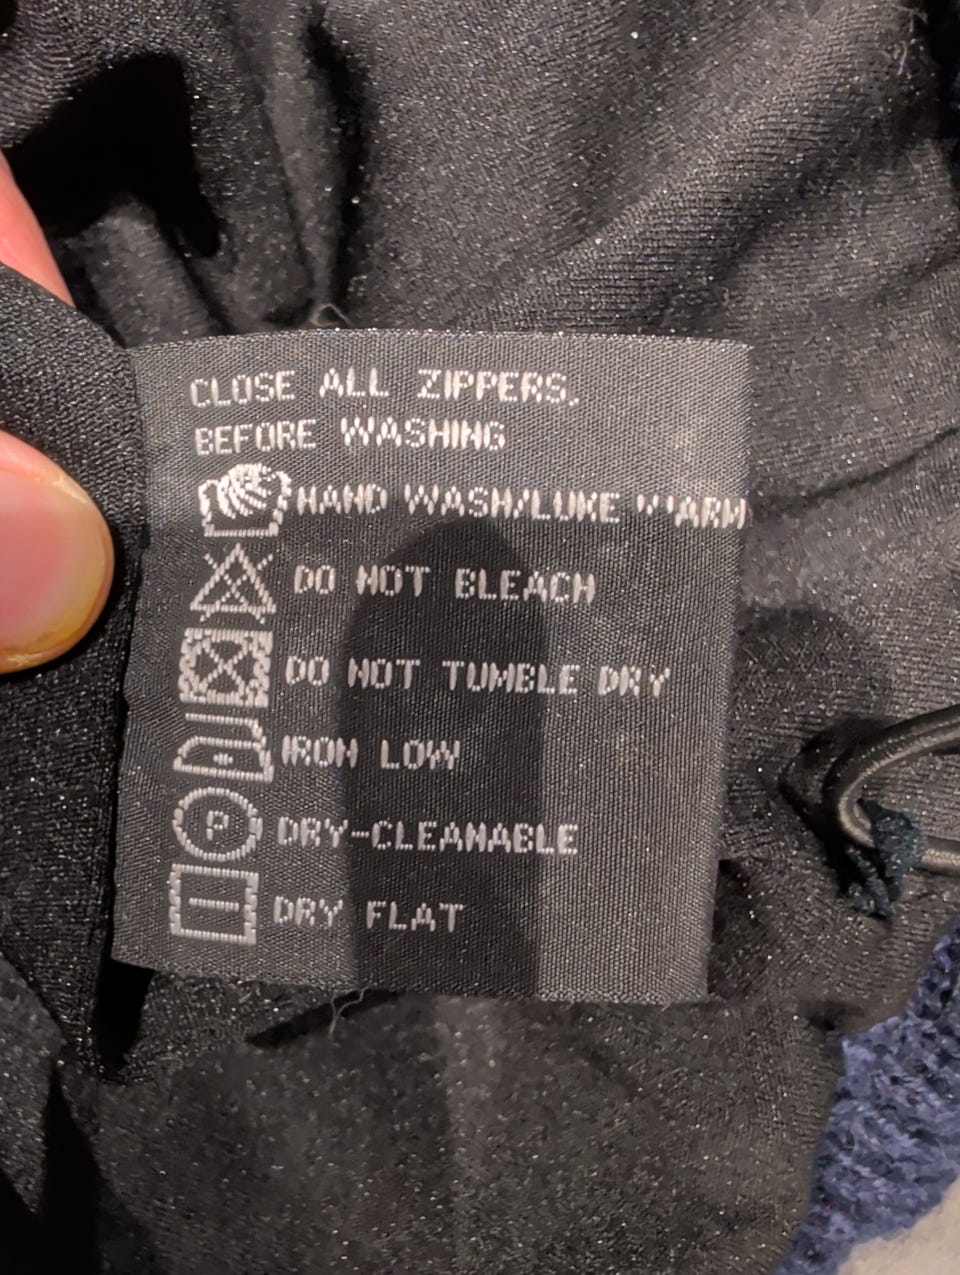 CLOSE ALL ZIPPERS.
BEFORE WASHING
HAND WASH/LUKE WARM
DO NOT BLEACH
DO NOT TUMBLE DRY
IRON LOW
P DRY-CLEANABLE
DRY FLAT